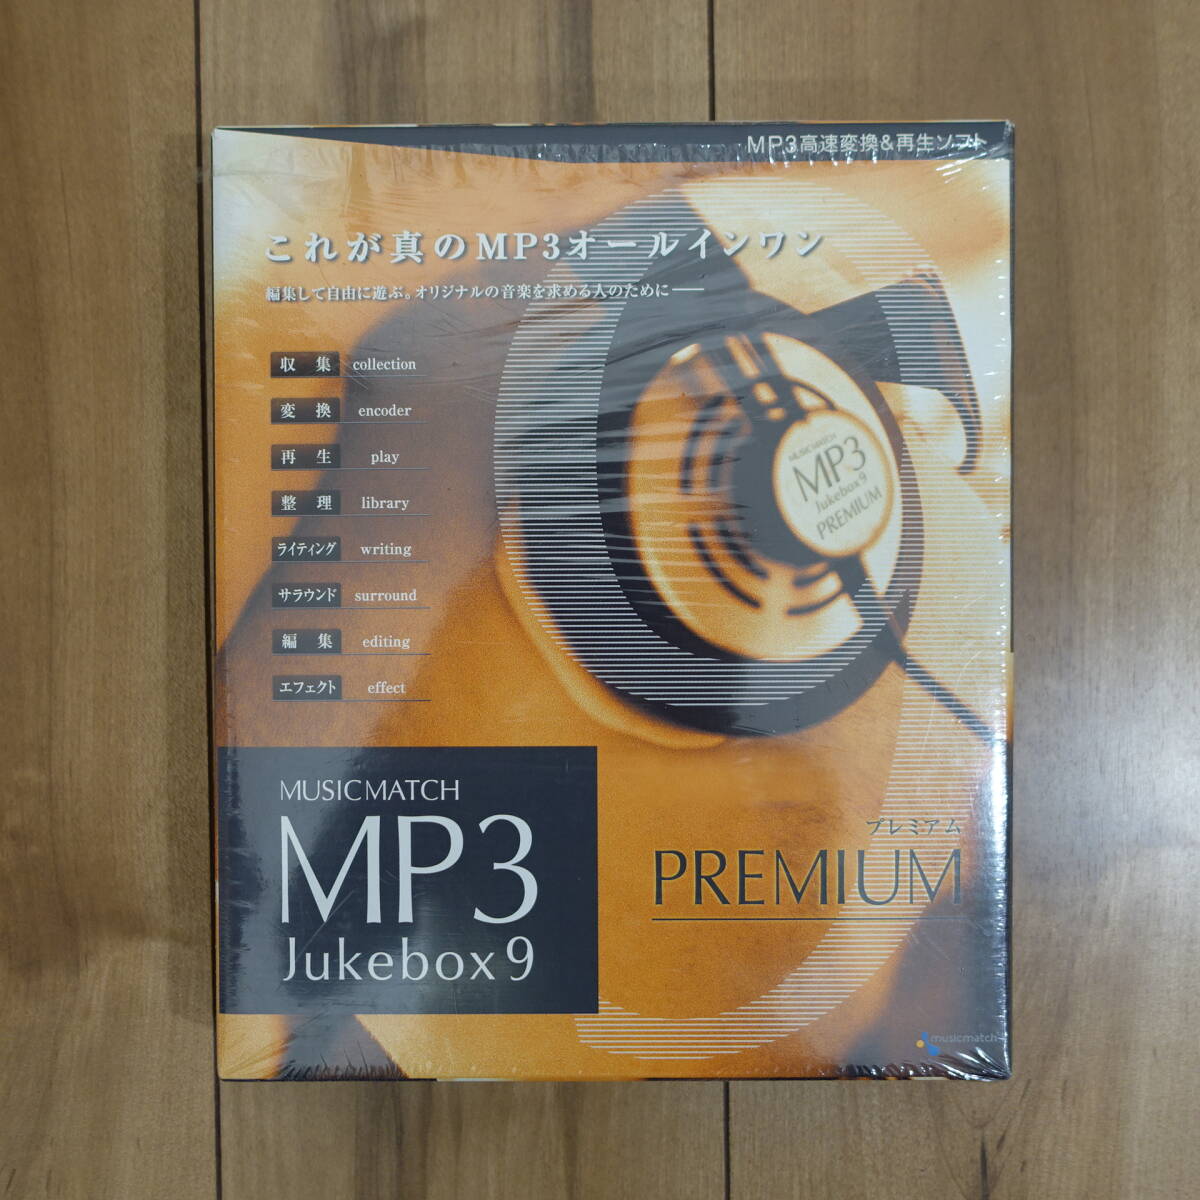 MP3高速変換&再生ソフト
これが真のMP3オールインワン
編集して自由に遊ぶ。オリジナルの音楽を求める人のために――
収集 collection
変換 encoder
再生 play
整理 library
ライティング writing
サラウンド surround
編集 editing
エフェクト effect
MUSICMATCH
MP3
Jukebox9
PREMIUM
MUSICMATCH
MP3
Jukebox9
プレミアム
PREMIUM
musicmatch